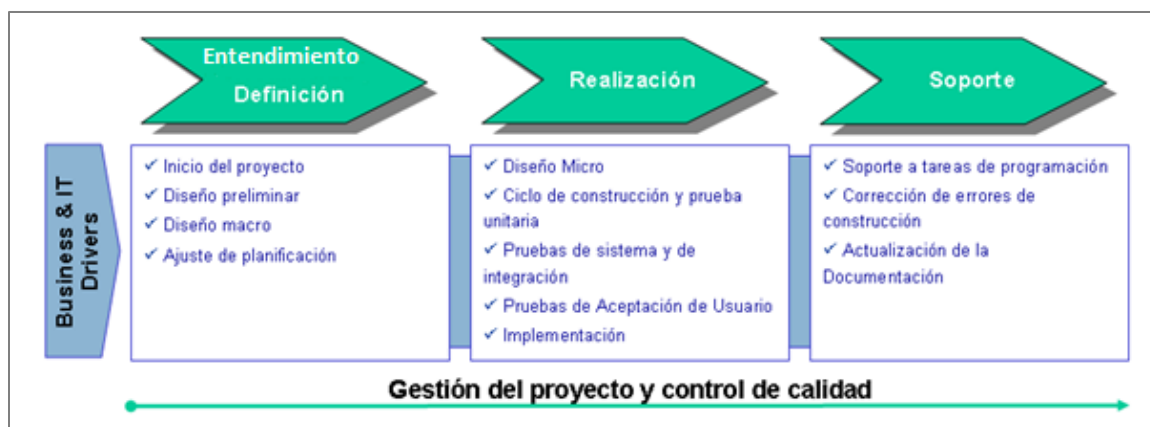 Entendimiento
Definición
Realización
Soporte
Business & IT
Drivers
✓ Inicio del proyecto
✓ Diseño preliminar
✓ Diseño macro
✓ Ajuste de planificación
✓ Diseño Micro
✓ Ciclo de construcción y prueba
unitaria
✓ Pruebas de sistema y de
integración
✓ Pruebas de Aceptación de Usuario
✓ Implementación
✓ Soporte a tareas de programación
✓ Corrección de errores de
construcción
✓ Actualización de la
Documentación
Gestión del proyecto y control de calidad